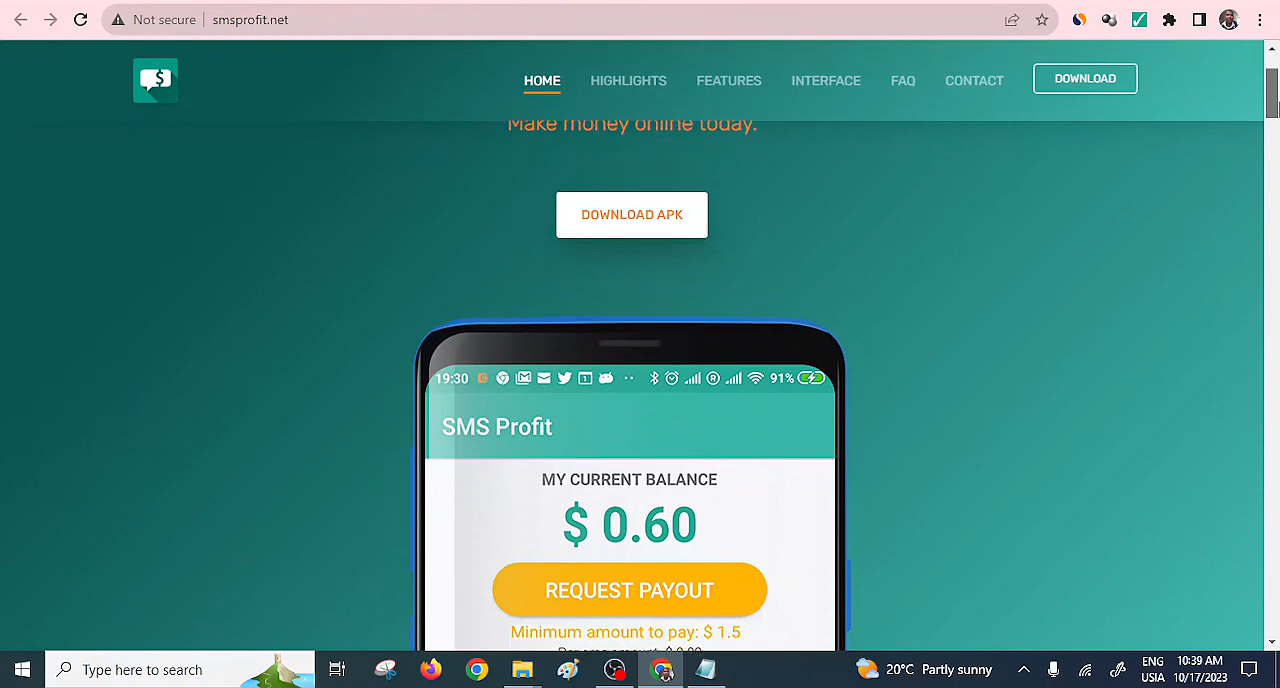 Not secure
smsprofit.net
$
HOME
HIGHLIGHTS
FEATURES
INTERFACE
FAQ
CONTACT
DOWNLOAD
Make money online today.
DOWNLOAD APK
19:30
91%
SMS Profit
MY CURRENT BALANCE
$ 0.60
REQUEST PAYOUT
Minimum amount to pay: $ 1.5
Type here to search
20°C Partly sunny
ENG
USIA
10:39 AM
10/17/2023